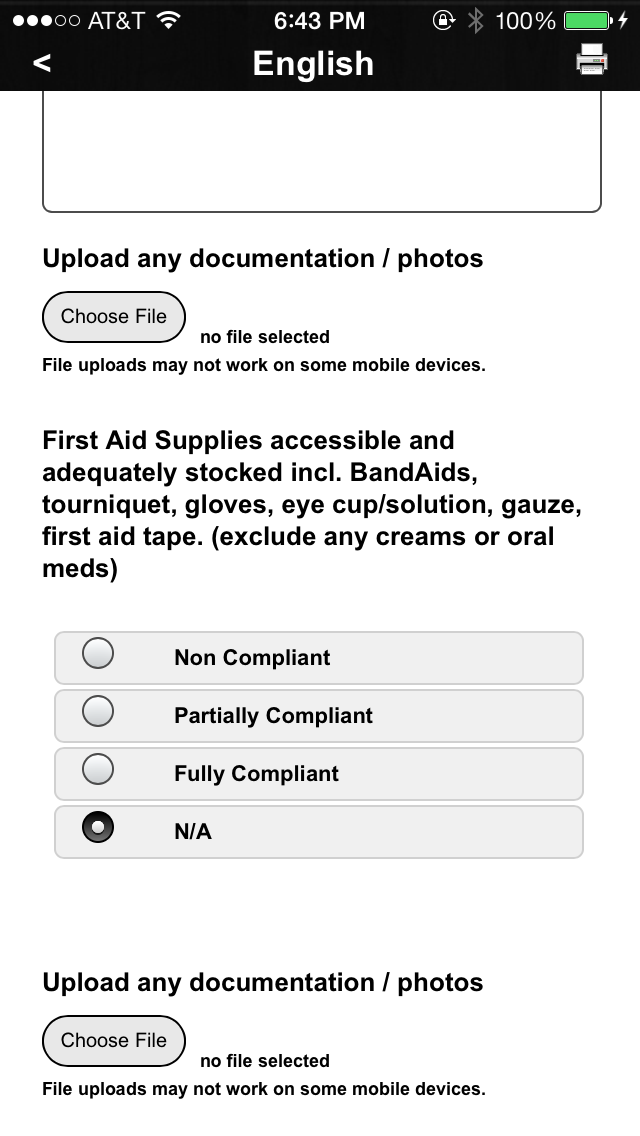 AT&T 6:43 PM 100%
< English
Upload any documentation / photos
Choose File no file selected
File uploads may not work on some mobile devices.
First Aid Supplies accessible and
adequately stocked incl. BandAids,
tourniquet, gloves, eye cup/solution, gauze,
first aid tape. (exclude any creams or oral
meds)
Non Compliant
Partially Compliant
Fully Compliant
N/A
Upload any documentation / photos
Choose File no file selected
File uploads may not work on some mobile devices.